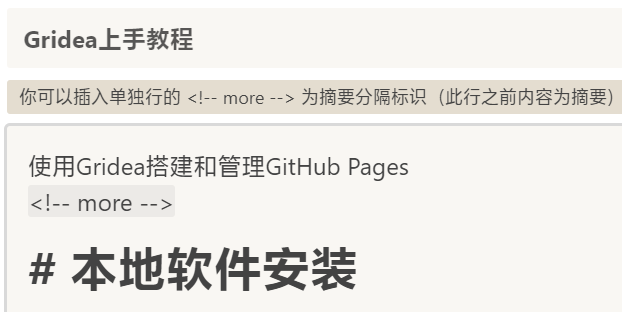 Gridea上手教程
你可以插入单独行的 <!-- more --> 为摘要分隔标识（此行之前内容为摘要）
使用Gridea搭建和管理GitHub Pages
<!-- more -->
# 本地软件安装